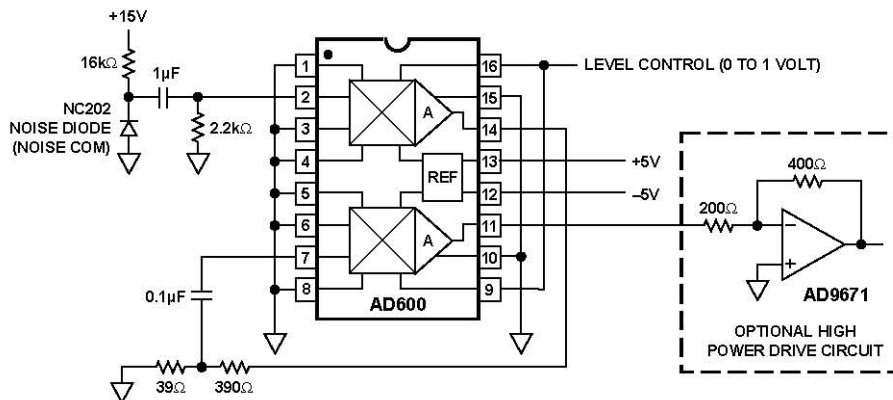 +15V
16kΩ
1µF
NC202
NOISE DIODE
(NOISE COM)
2.2kΩ
1
2
3
4
5
6
7
8
16
15
14
13
12
11
10
9
A
REF
A
AD600
LEVEL CONTROL (0 TO 1 VOLT)
+5V
–5V
0.1µF
39Ω
390Ω
200Ω
400Ω
–
+
AD9671
OPTIONAL HIGH
POWER DRIVE CIRCUIT